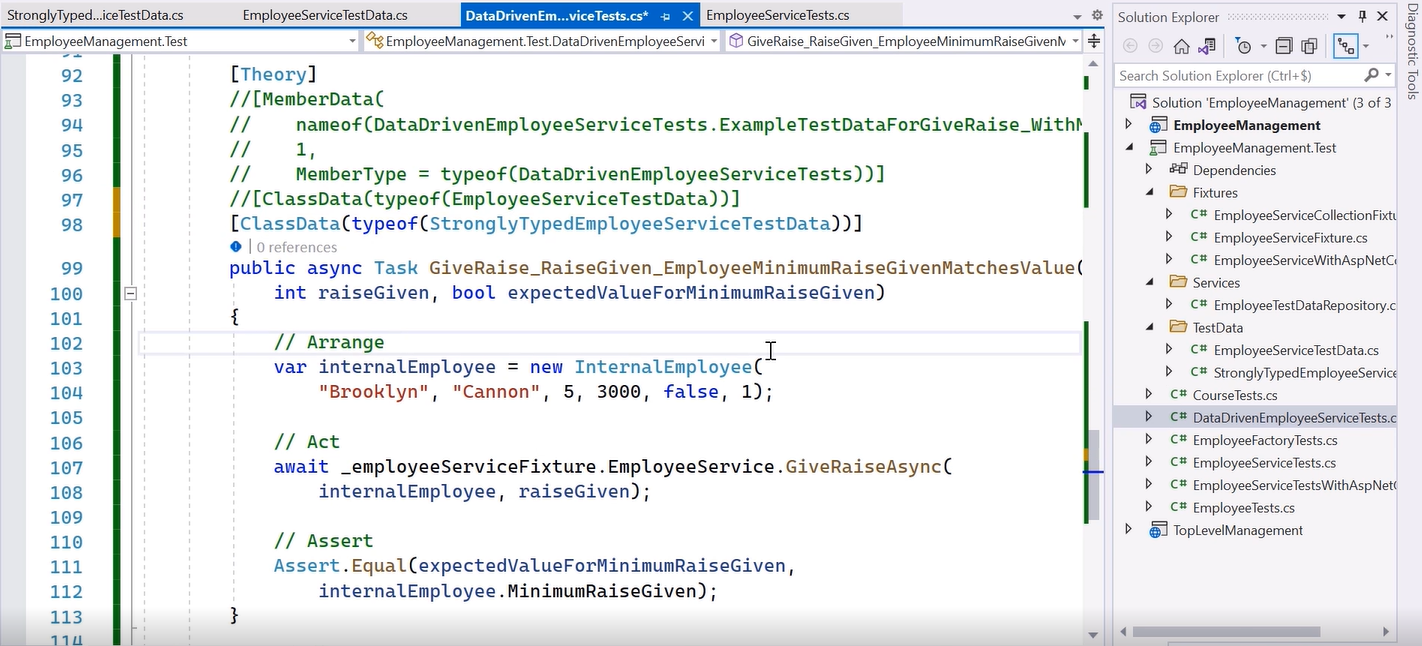 StronglyTyped...iceTestData.cs
EmployeeServiceTestData.cs
DataDrivenEm...viceTests.cs*
EmployeeServiceTests.cs
EmployeeManagement.Test
EmployeeManagement.Test.DataDrivenEmployeeServi
GiveRaise_RaiseGiven_EmployeeMinimumRaiseGivenM
92 [Theory]
93 //[MemberData(
94 //    nameof(DataDrivenEmployeeServiceTests.ExampleTestDataForGiveRaise_WithM
95 //    1,
96 //    MemberType = typeof(DataDrivenEmployeeServiceTests))]
97 //[ClassData(typeof(EmployeeServiceTestData))]
98 [ClassData(typeof(StronglyTypedEmployeeServiceTestData))]
| 0 references
99 public async Task GiveRaise_RaiseGiven_EmployeeMinimumRaiseGivenMatchesValue(
100     int raiseGiven, bool expectedValueForMinimumRaiseGiven)
101 {
102     // Arrange
103     var internalEmployee = new InternalEmployee(
104         "Brooklyn", "Cannon", 5, 3000, false, 1);
105
106     // Act
107     await _employeeServiceFixture.EmployeeService.GiveRaiseAsync(
108         internalEmployee, raiseGiven);
109
110     // Assert
111     Assert.Equal(expectedValueForMinimumRaiseGiven,
112         internalEmployee.MinimumRaiseGiven);
113 }
114
Solution Explorer
Search Solution Explorer (Ctrl+$)
Solution 'EmployeeManagement' (3 of 3
EmployeeManagement
EmployeeManagement.Test
Dependencies
Fixtures
C# EmployeeServiceCollectionFixtu
C# EmployeeServiceFixture.cs
C# EmployeeServiceWithAspNetCo
Services
C# EmployeeTestDataRepository.c
TestData
C# EmployeeServiceTestData.cs
C# StronglyTypedEmployeeService
C# CourseTests.cs
C# DataDrivenEmployeeServiceTests.c
C# EmployeeFactoryTests.cs
C# EmployeeServiceTests.cs
C# EmployeeServiceTestsWithAspNetC
C# EmployeeTests.cs
TopLevelManagement
Diagnostic Tools